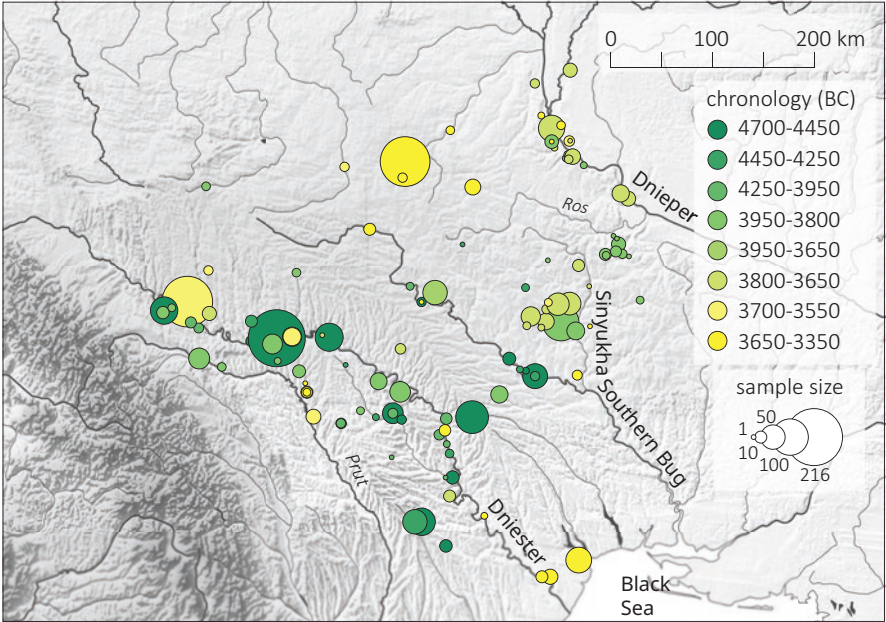 0 100 200 km
chronology (BC)
4700-4450
4450-4250
4250-3950
3950-3800
3950-3650
3800-3650
3700-3550
3650-3350
sample size
1
50
10
100
216
Dnieper
Ros
Sinyukha
Southern Bug
Prut
Dniester
Black
Sea